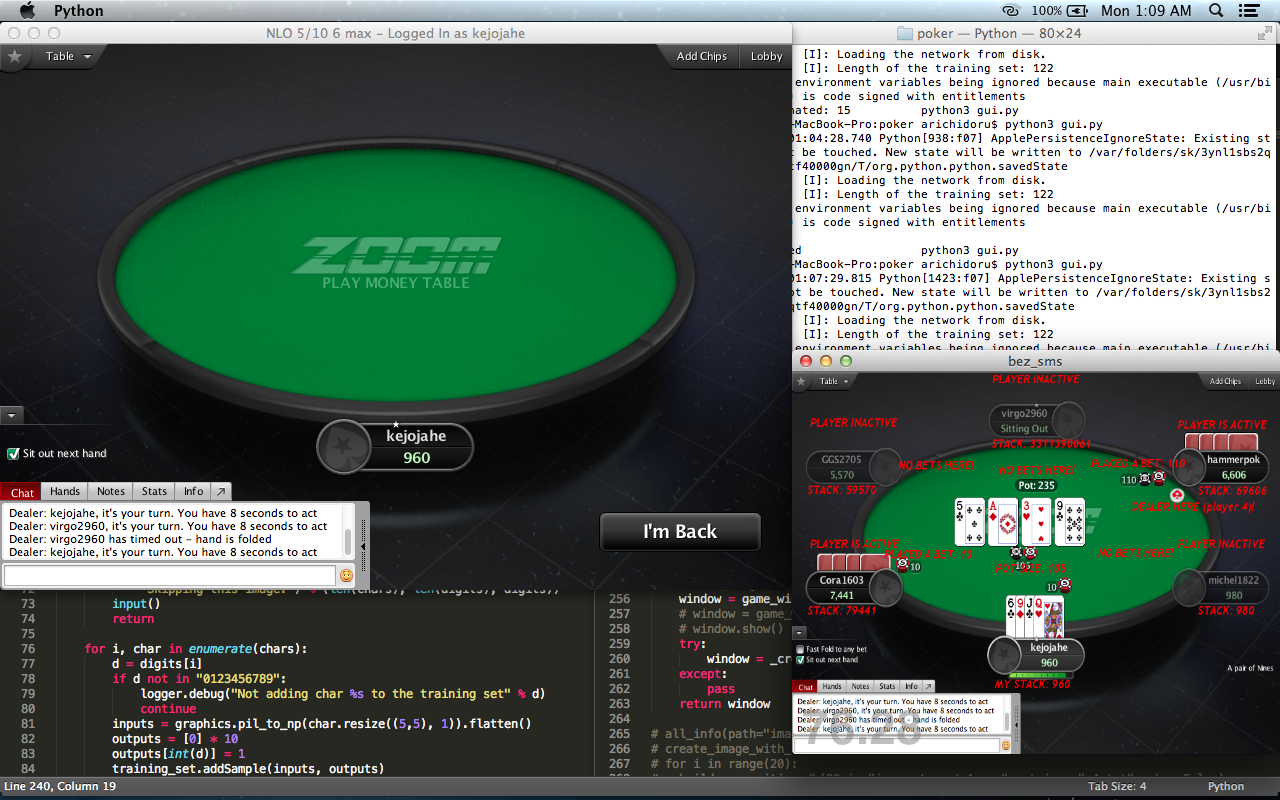 Python
100%
Mon 1:09 AM
NLO 5/10 6 max – Logged In as kejojahe
Table
Add Chips
Lobby
ZOOM
PLAY MONEY TABLE
kejojahe
960
Sit out next hand
Chat
Hands
Notes
Stats
Info
Dealer: kejojahe, it's your turn. You have 8 seconds to act
Dealer: virgo2960, it's your turn. You have 8 seconds to act
Dealer: virgo2960 has timed out – hand is folded
Dealer: kejojahe, it's your turn. You have 8 seconds to act
I'm Back
poker — Python — 80×24
[I]: Loading the network from disk.
[I]: Length of the training set: 122
environment variables being ignored because main executable (/usr/bi
is code signed with entitlements
nated: 15 python3 gui.py
-MacBook-Pro:poker arichidoru$ python3 gui.py
01:04:28.740 Python[938:f07] ApplePersistenceIgnoreState: Existing st
t be touched. New state will be written to /var/folders/sk/3ynl1sbs2q
tf40000gn/T/org.python.python.savedState
[I]: Loading the network from disk.
[I]: Length of the training set: 122
environment variables being ignored because main executable (/usr/bi
is code signed with entitlements
ed python3 gui.py
-MacBook-Pro:poker arichidoru$ python3 gui.py
01:07:29.815 Python[1423:f07] ApplePersistenceIgnoreState: Existing s
ot be touched. New state will be written to /var/folders/sk/3ynl1sbs2
qtf40000gn/T/org.python.python.savedState
[I]: Loading the network from disk.
[I]: Length of the training set: 122
environment variables being ignored because main executable (/usr/bi
bez_sms
Table
Add Chips
Lobby
PLAYER INACTIVE
virgo2960
Sitting Out
STACK: 3311390061
PLAYER INACTIVE
GGS2705
5,570
STACK: 59570
NO BETS HERE!
NO BETS HERE!
Pot: 235
PLAYER IS ACTIVE
hammerpok
6,606
STACK: 69606
PLACED A BET: 110
110
DEALER HERE (player 4)!
5
A
3
9
PLAYER IS ACTIVE
Cora1603
7,441
STACK: 79441
10
105
NO BETS HERE!
PLAYER INACTIVE
michel1822
980
STACK: 980
10
6
9
J
Q
Q
kejojahe
960
MY STACK: 960
Fast Fold to any bet
Sit out next hand
A pair of Nines
Chat
Hands
Notes
Stats
Info
Dealer: kejojahe, it's your turn. You have 8 seconds to act
Dealer: virgo2960, it's your turn. You have 8 seconds to act
Dealer: virgo2960 has timed out – hand is folded
Dealer: kejojahe, it's your turn. You have 8 seconds to act
73 input()
74 return
75
76 for i, char in enumerate(chars):
77 d = digits[i]
78 if d not in "0123456789":
79 logger.debug("Not adding char %s to the training set" % d)
80 continue
81 inputs = graphics.pil_to_np(char.resize((5,5), 1)).flatten()
82 outputs = [0] * 10
83 outputs[int(d)] = 1
84 training_set.addSample(inputs, outputs)
256 window = game_wi
257 # window = game_
258 # window.show()
259 try:
260 window = _cr
261 except:
262 pass
263 return window
264
265 # all_info(path="ima
266 # create_image_with_
267 # for i in range(20):
Line 240, Column 19
Tab Size: 4
Python